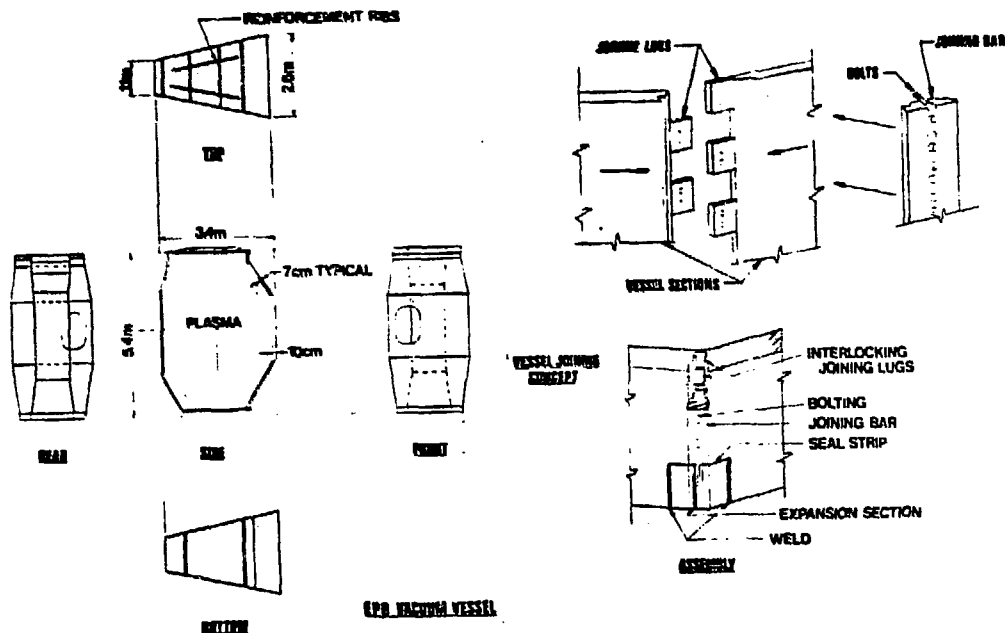 REINFORCEMENT RIBS
2.6m
TOP
3.4m
7cm TYPICAL
PLASMA
5.4m
10cm
REAR
SIDE
FRONT
BOTTOM
EPR VACUUM VESSEL
JOINING LUGS
JOINING BAR
BOLTS
VESSEL SECTIONS
VESSEL JOINING
CONCEPT
INTERLOCKING
JOINING LUGS
BOLTING
JOINING BAR
SEAL STRIP
EXPANSION SECTION
WELD
ASSEMBLY